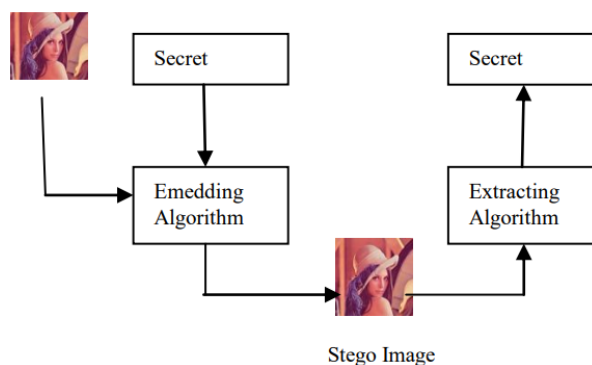 Secret
Secret
Emedding
Algorithm
Extracting
Algorithm
Stego Image